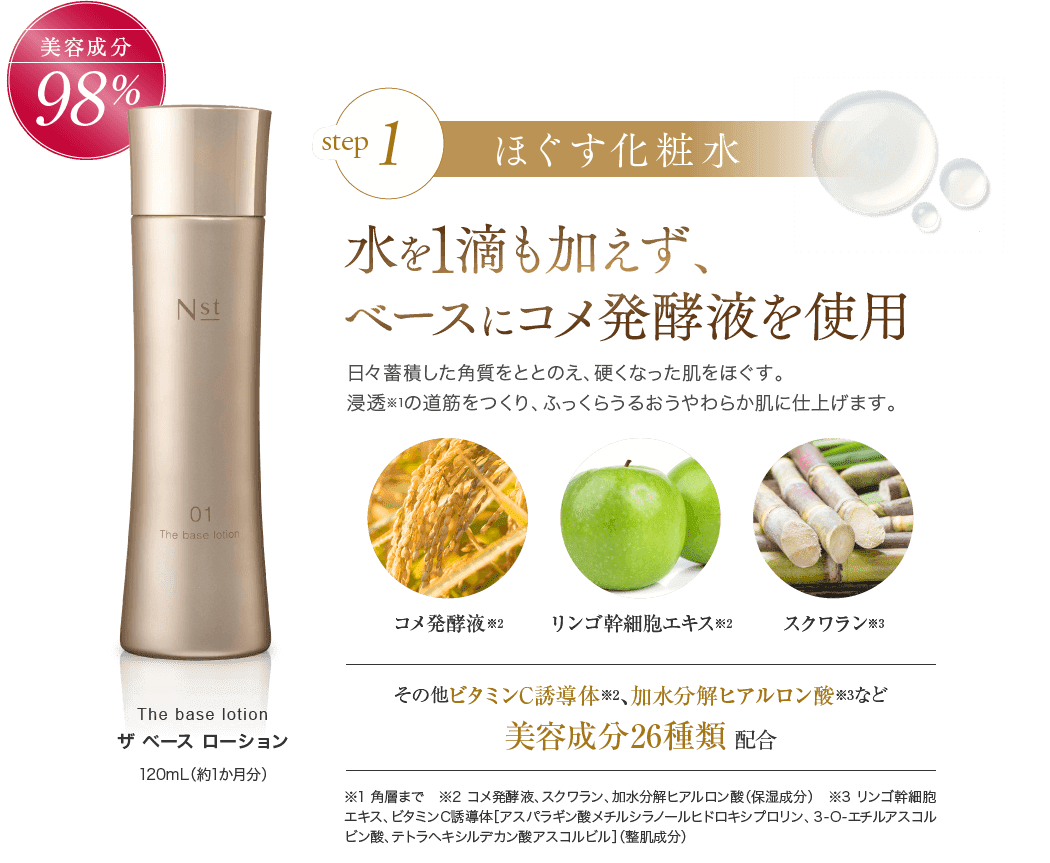 美容成分
98%
step 1
ほぐす化粧水
水を1滴も加えず、
ベースにコメ発酵液を使用
日々蓄積した角質をととのえ、硬くなった肌をほぐす。
浸透※1の道筋をつくり、ふっくらうるおうやわらか肌に仕上げます。
Nst
01
The base lotion
コメ発酵液※2
リンゴ幹細胞エキス※2
スクワラン※3
その他ビタミンC誘導体※2、加水分解ヒアルロン酸※3など
美容成分26種類 配合
The base lotion
ザ ベース ローション
120mL(約1か月分)
※1 角層まで ※2 コメ発酵液、スクワラン、加水分解ヒアルロン酸(保湿成分) ※3 リンゴ幹細胞
エキス、ビタミンC誘導体[アスパラギン酸メチルシラノールヒドロキシプロリン、3-O-エチルアスコル
ビン酸、テトラヘキシルデカン酸アスコルビル](整肌成分)